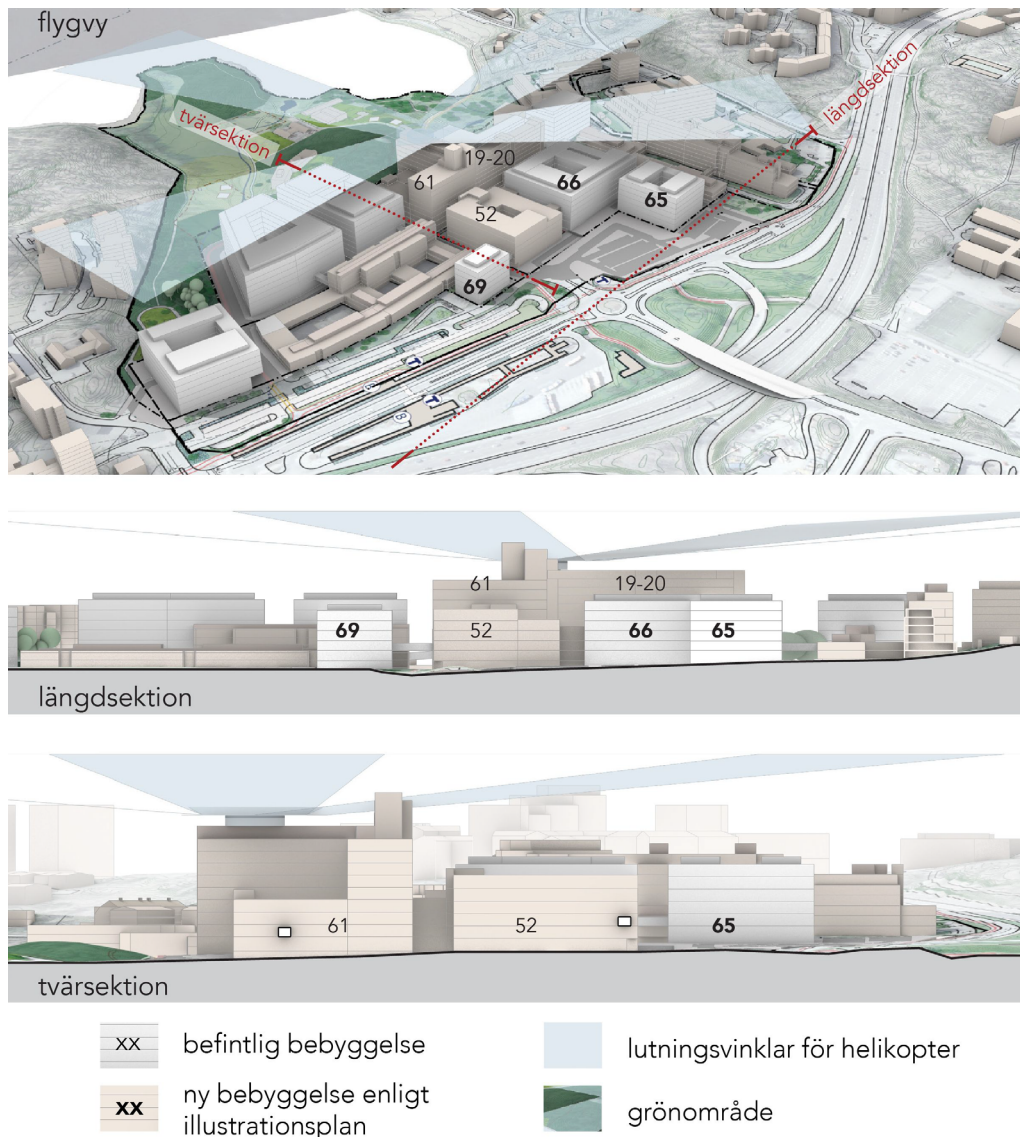 flygvy
tvärsektion
längdsektion
19-20
61
66
65
52
69
T
T
B
T
B
61
19-20
69
52
66
65
längdsektion
61
52
65
tvärsektion
xx
befintlig bebyggelse
lutningsvinklar för helikopter
xx
ny bebyggelse enligt
illustrationsplan
grönområde